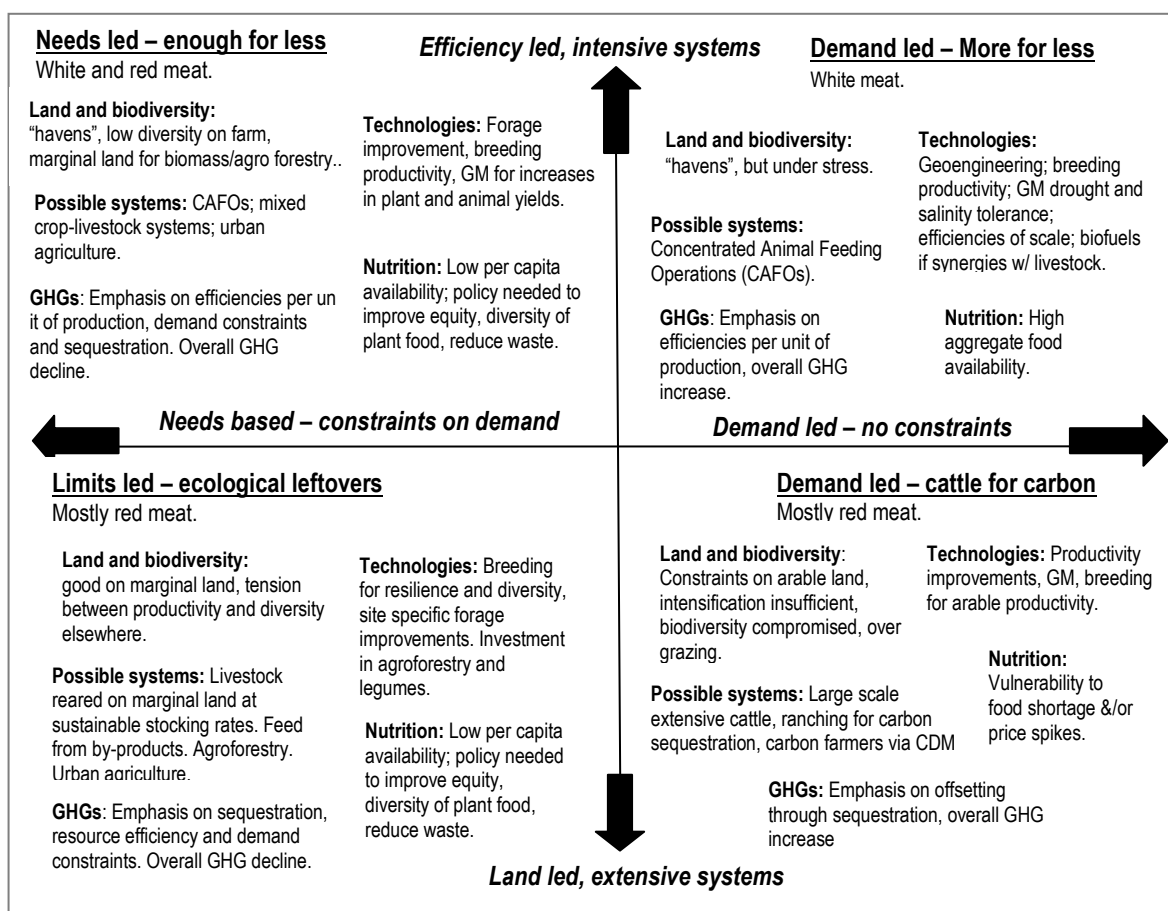 Needs led – enough for less
White and red meat.
Land and biodiversity:
“havens”, low diversity on farm,
marginal land for biomass/agro forestry..
Possible systems: CAFOs; mixed
crop-livestock systems; urban
agriculture.
GHGs: Emphasis on efficiencies per un
it of production, demand constraints
and sequestration. Overall GHG
decline.
Technologies: Forage
improvement, breeding
productivity, GM for increases
in plant and animal yields.
Nutrition: Low per capita
availability; policy needed to
improve equity, diversity of
plant food, reduce waste.
Efficiency led, intensive systems
Demand led – More for less
White meat.
Land and biodiversity:
“havens”, but under stress.
Possible systems:
Concentrated Animal Feeding
Operations (CAFOs).
GHGs: Emphasis on
efficiencies per unit of
production, overall GHG
increase.
Technologies:
Geoengineering; breeding
productivity; GM drought and
salinity tolerance;
efficiencies of scale; biofuels
if synergies w/ livestock.
Nutrition: High
aggregate food
availability.
Needs based – constraints on demand
Demand led – no constraints
Limits led – ecological leftovers
Mostly red meat.
Land and biodiversity:
good on marginal land, tension
between productivity and diversity
elsewhere.
Possible systems: Livestock
reared on marginal land at
sustainable stocking rates. Feed
from by-products. Agroforestry.
Urban agriculture.
GHGs: Emphasis on sequestration,
resource efficiency and demand
constraints. Overall GHG decline.
Technologies: Breeding
for resilience and diversity,
site specific forage
improvements. Investment
in agroforestry and
legumes.
Nutrition: Low per capita
availability; policy needed
to improve equity,
diversity of plant food,
reduce waste.
Demand led – cattle for carbon
Mostly red meat.
Land and biodiversity:
Constraints on arable land,
intensification insufficient,
biodiversity compromised, over
grazing.
Possible systems: Large scale
extensive cattle, ranching for carbon
sequestration, carbon farmers via CDM
Technologies: Productivity
improvements, GM, breeding
for arable productivity.
Nutrition:
Vulnerability to
food shortage &/or
price spikes.
GHGs: Emphasis on offsetting
through sequestration, overall GHG
increase
Land led, extensive systems